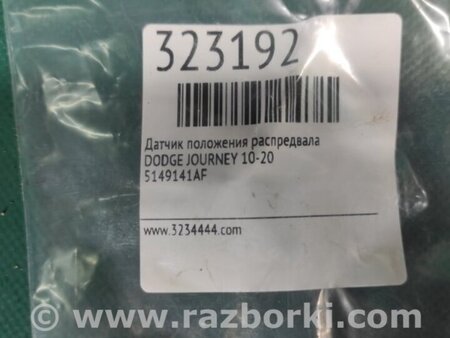 323192
Датчик положения распредвала
DODGE JOURNEY 10-20
5149141AF
www.3234444.com
© www.razborki.com